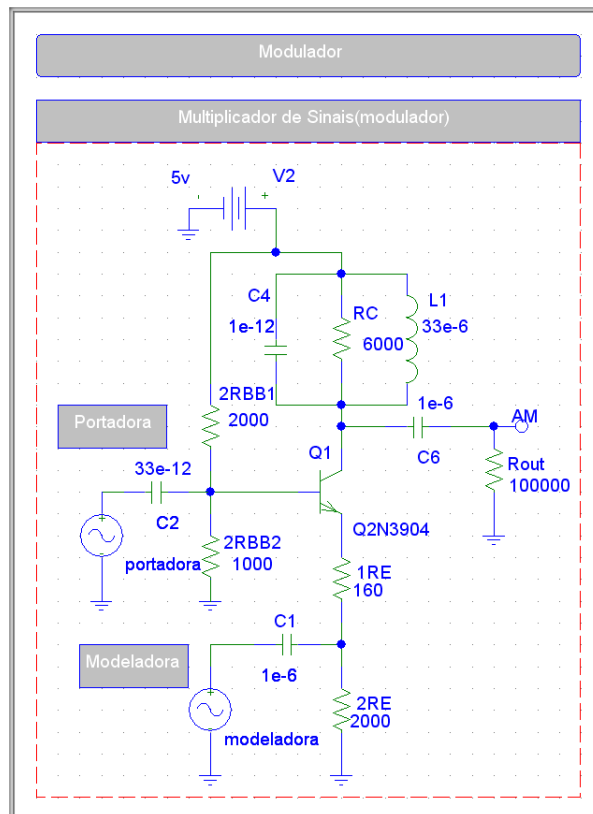 Modulador
Multiplicador de Sinais(modulador)
5v
V2
C4
1e-12
RC
6000
L1
33e-6
2RBB1
2000
Portadora
1e-6
AM
C6
Q1
Rout
100000
33e-12
C2
Q2N3904
portadora
2RBB2
1000
1RE
160
C1
1e-6
Modeladora
modeladora
2RE
2000